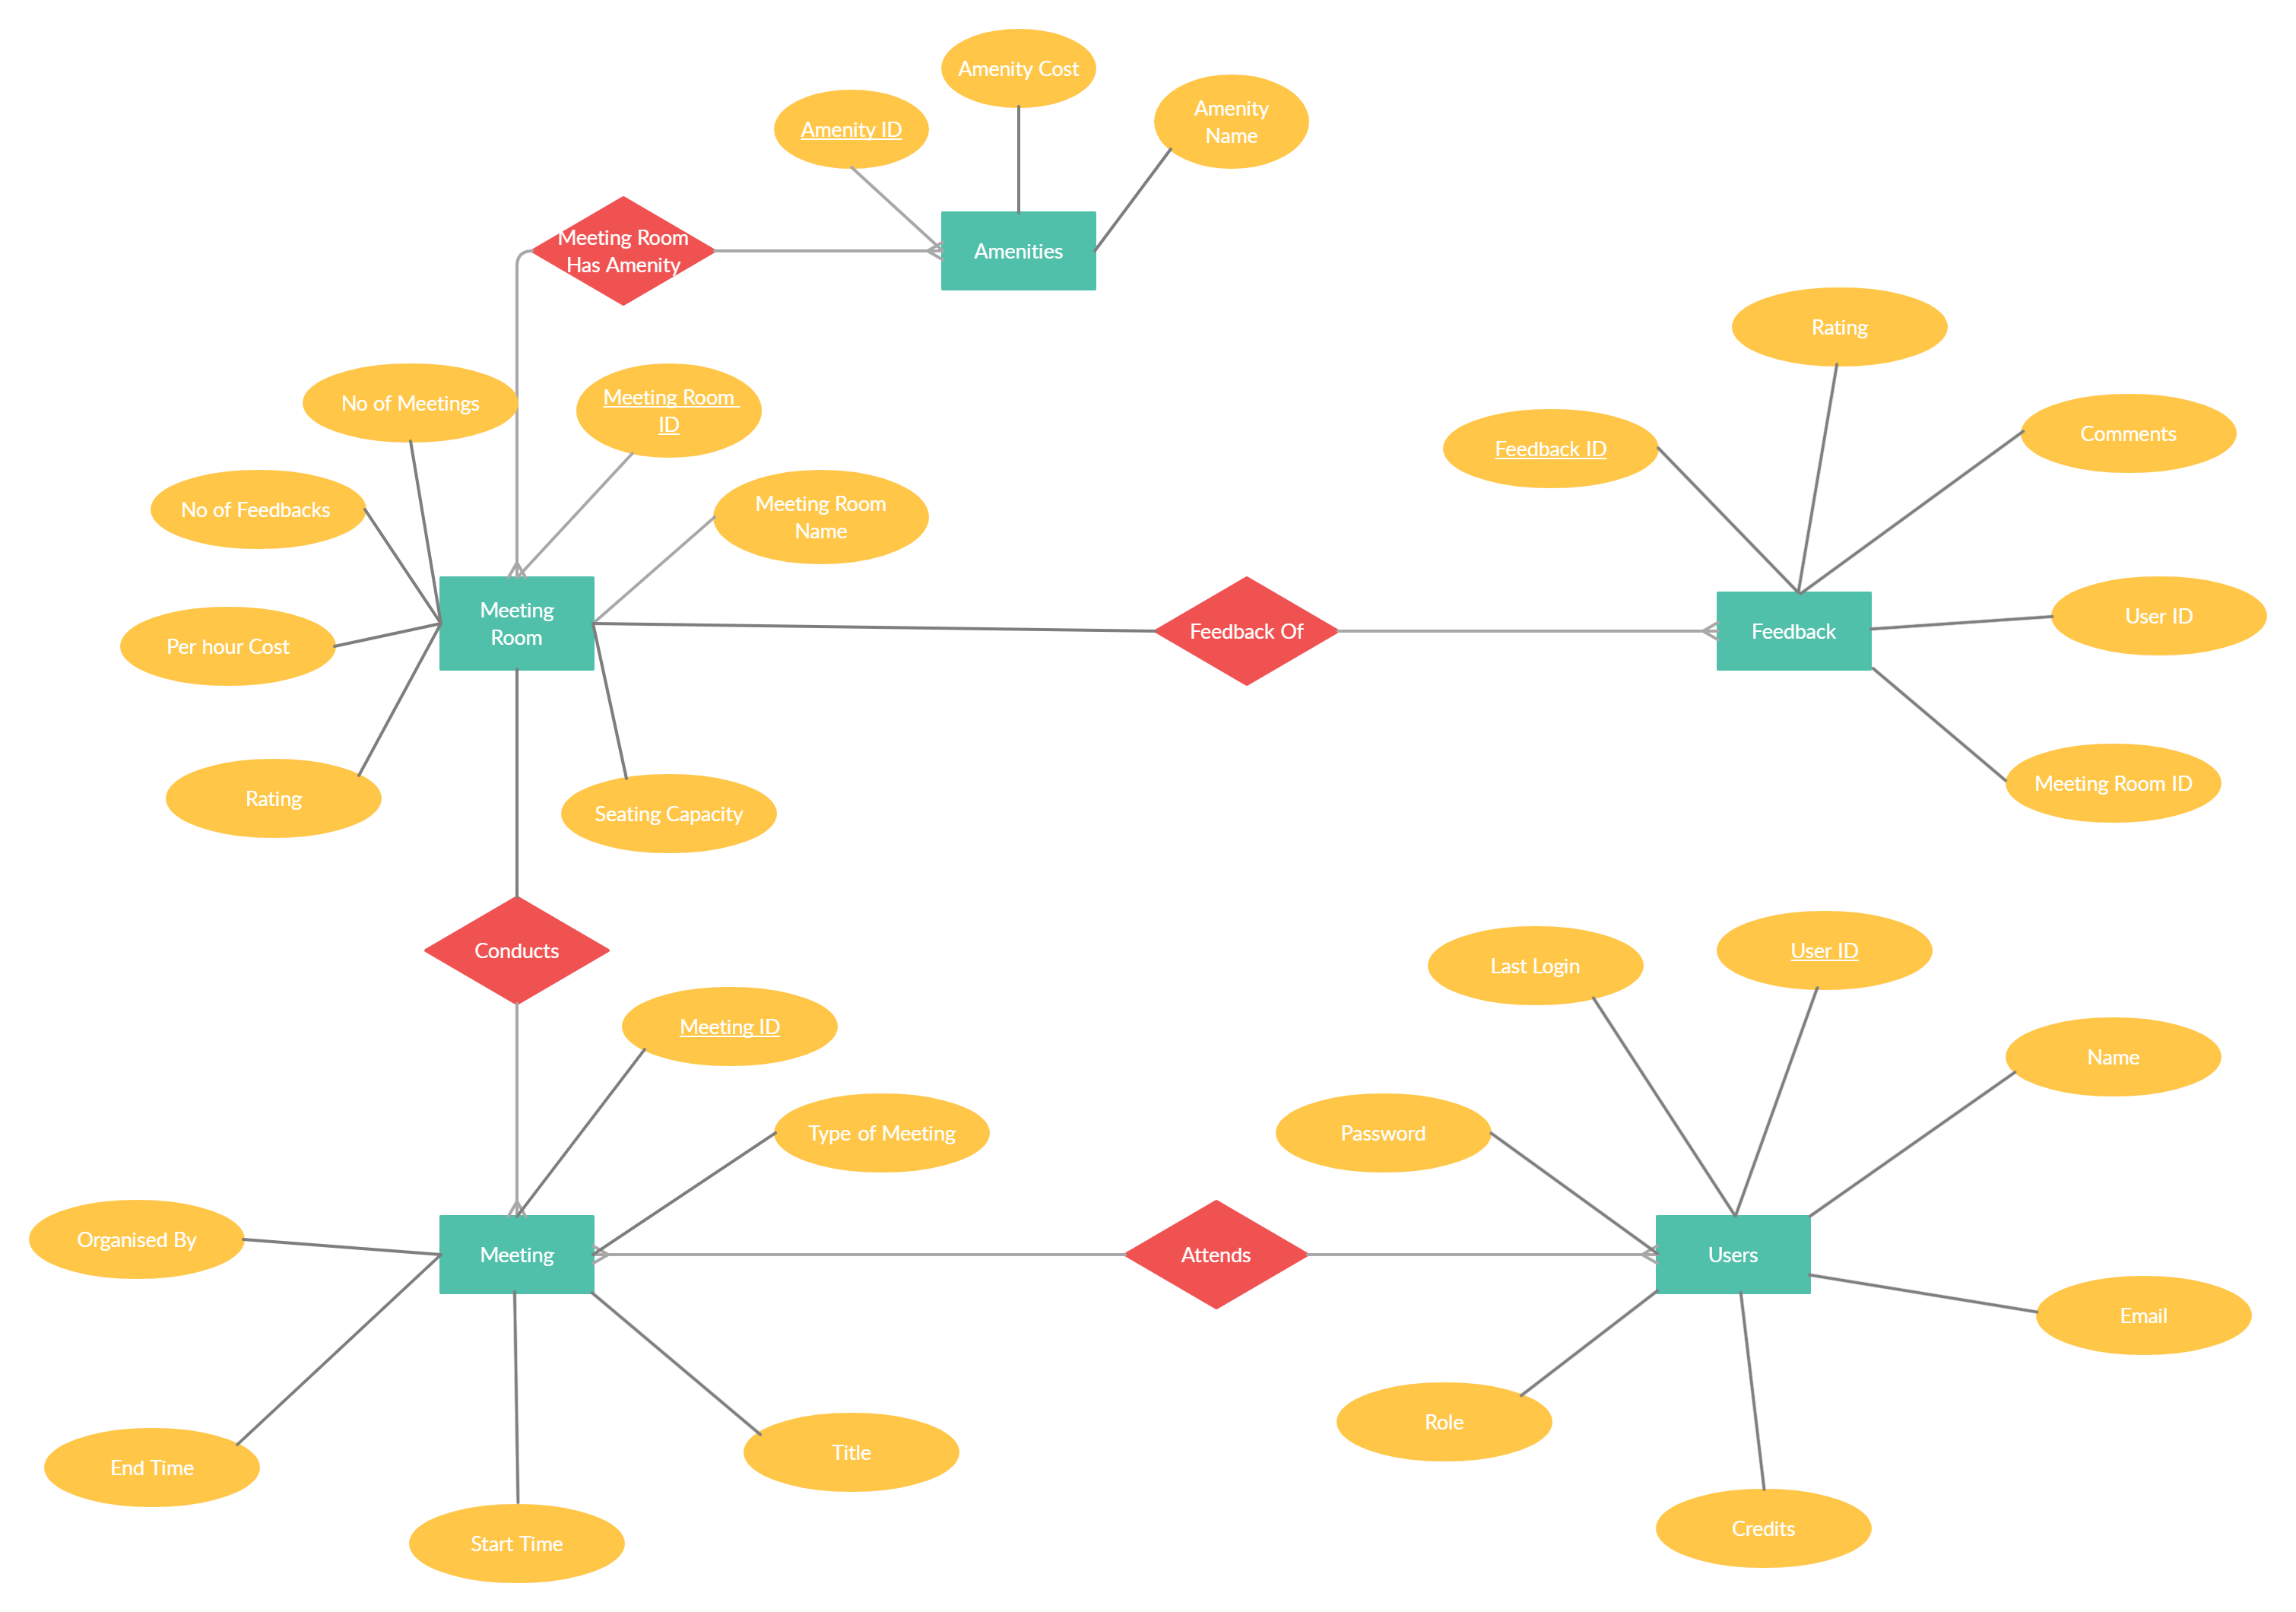 Amenity Cost
Amenity ID
Amenity
Name
Meeting Room
Has Amenity
Amenities
Rating
No of Meetings
Meeting Room
ID
Comments
Feedback ID
No of Feedbacks
Meeting Room
Name
Meeting
Room
Feedback Of
Feedback
User ID
Per hour Cost
Rating
Seating Capacity
Meeting Room ID
Conducts
Last Login
User ID
Meeting ID
Name
Type of Meeting
Password
Organised By
Meeting
Attends
Users
Email
End Time
Title
Role
Start Time
Credits